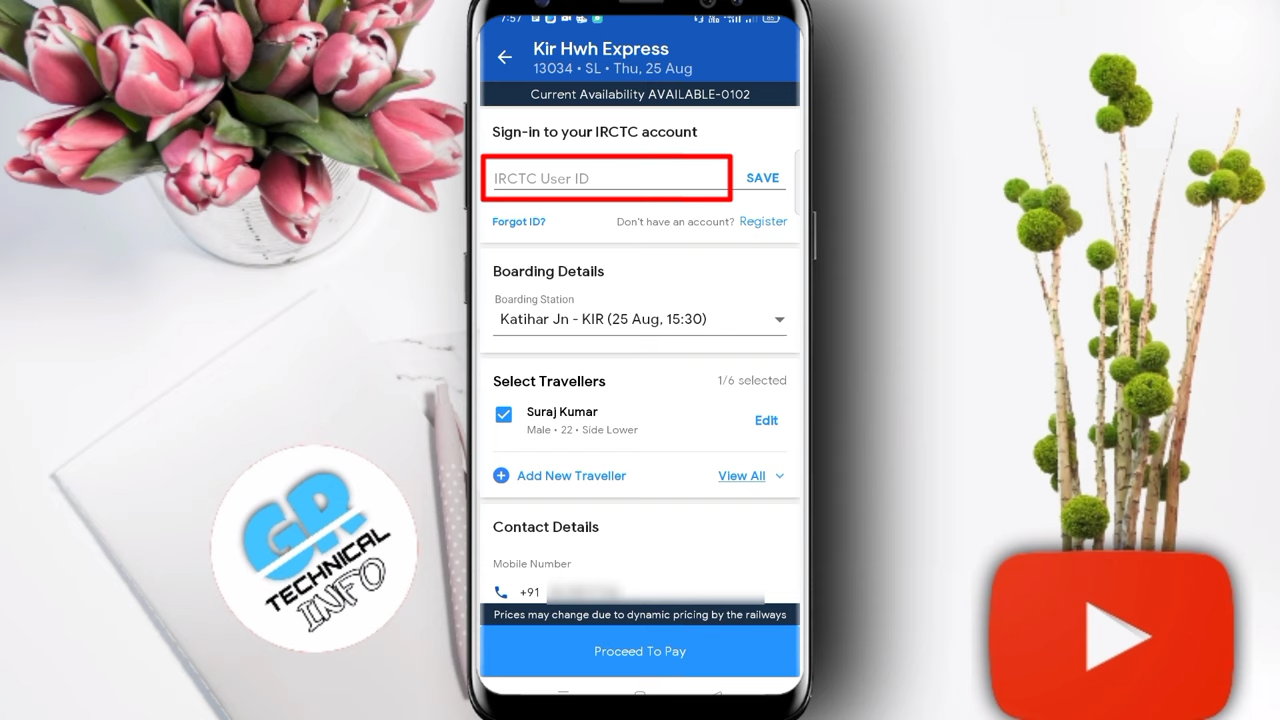 7:57
Kir Hwh Express
13034 • SL • Thu, 25 Aug
Current Availability AVAILABLE-0102
Sign-in to your IRCTC account
IRCTC User ID
SAVE
Forgot ID?
Don't have an account? Register
Boarding Details
Boarding Station
Katihar Jn - KIR (25 Aug, 15:30)
Select Travellers
1/6 selected
Suraj Kumar
Edit
Male • 22 • Side Lower
Add New Traveller
View All
Contact Details
Mobile Number
+91
Prices may change due to dynamic pricing by the railways
Proceed To Pay
GR
TECHNICAL
INFO